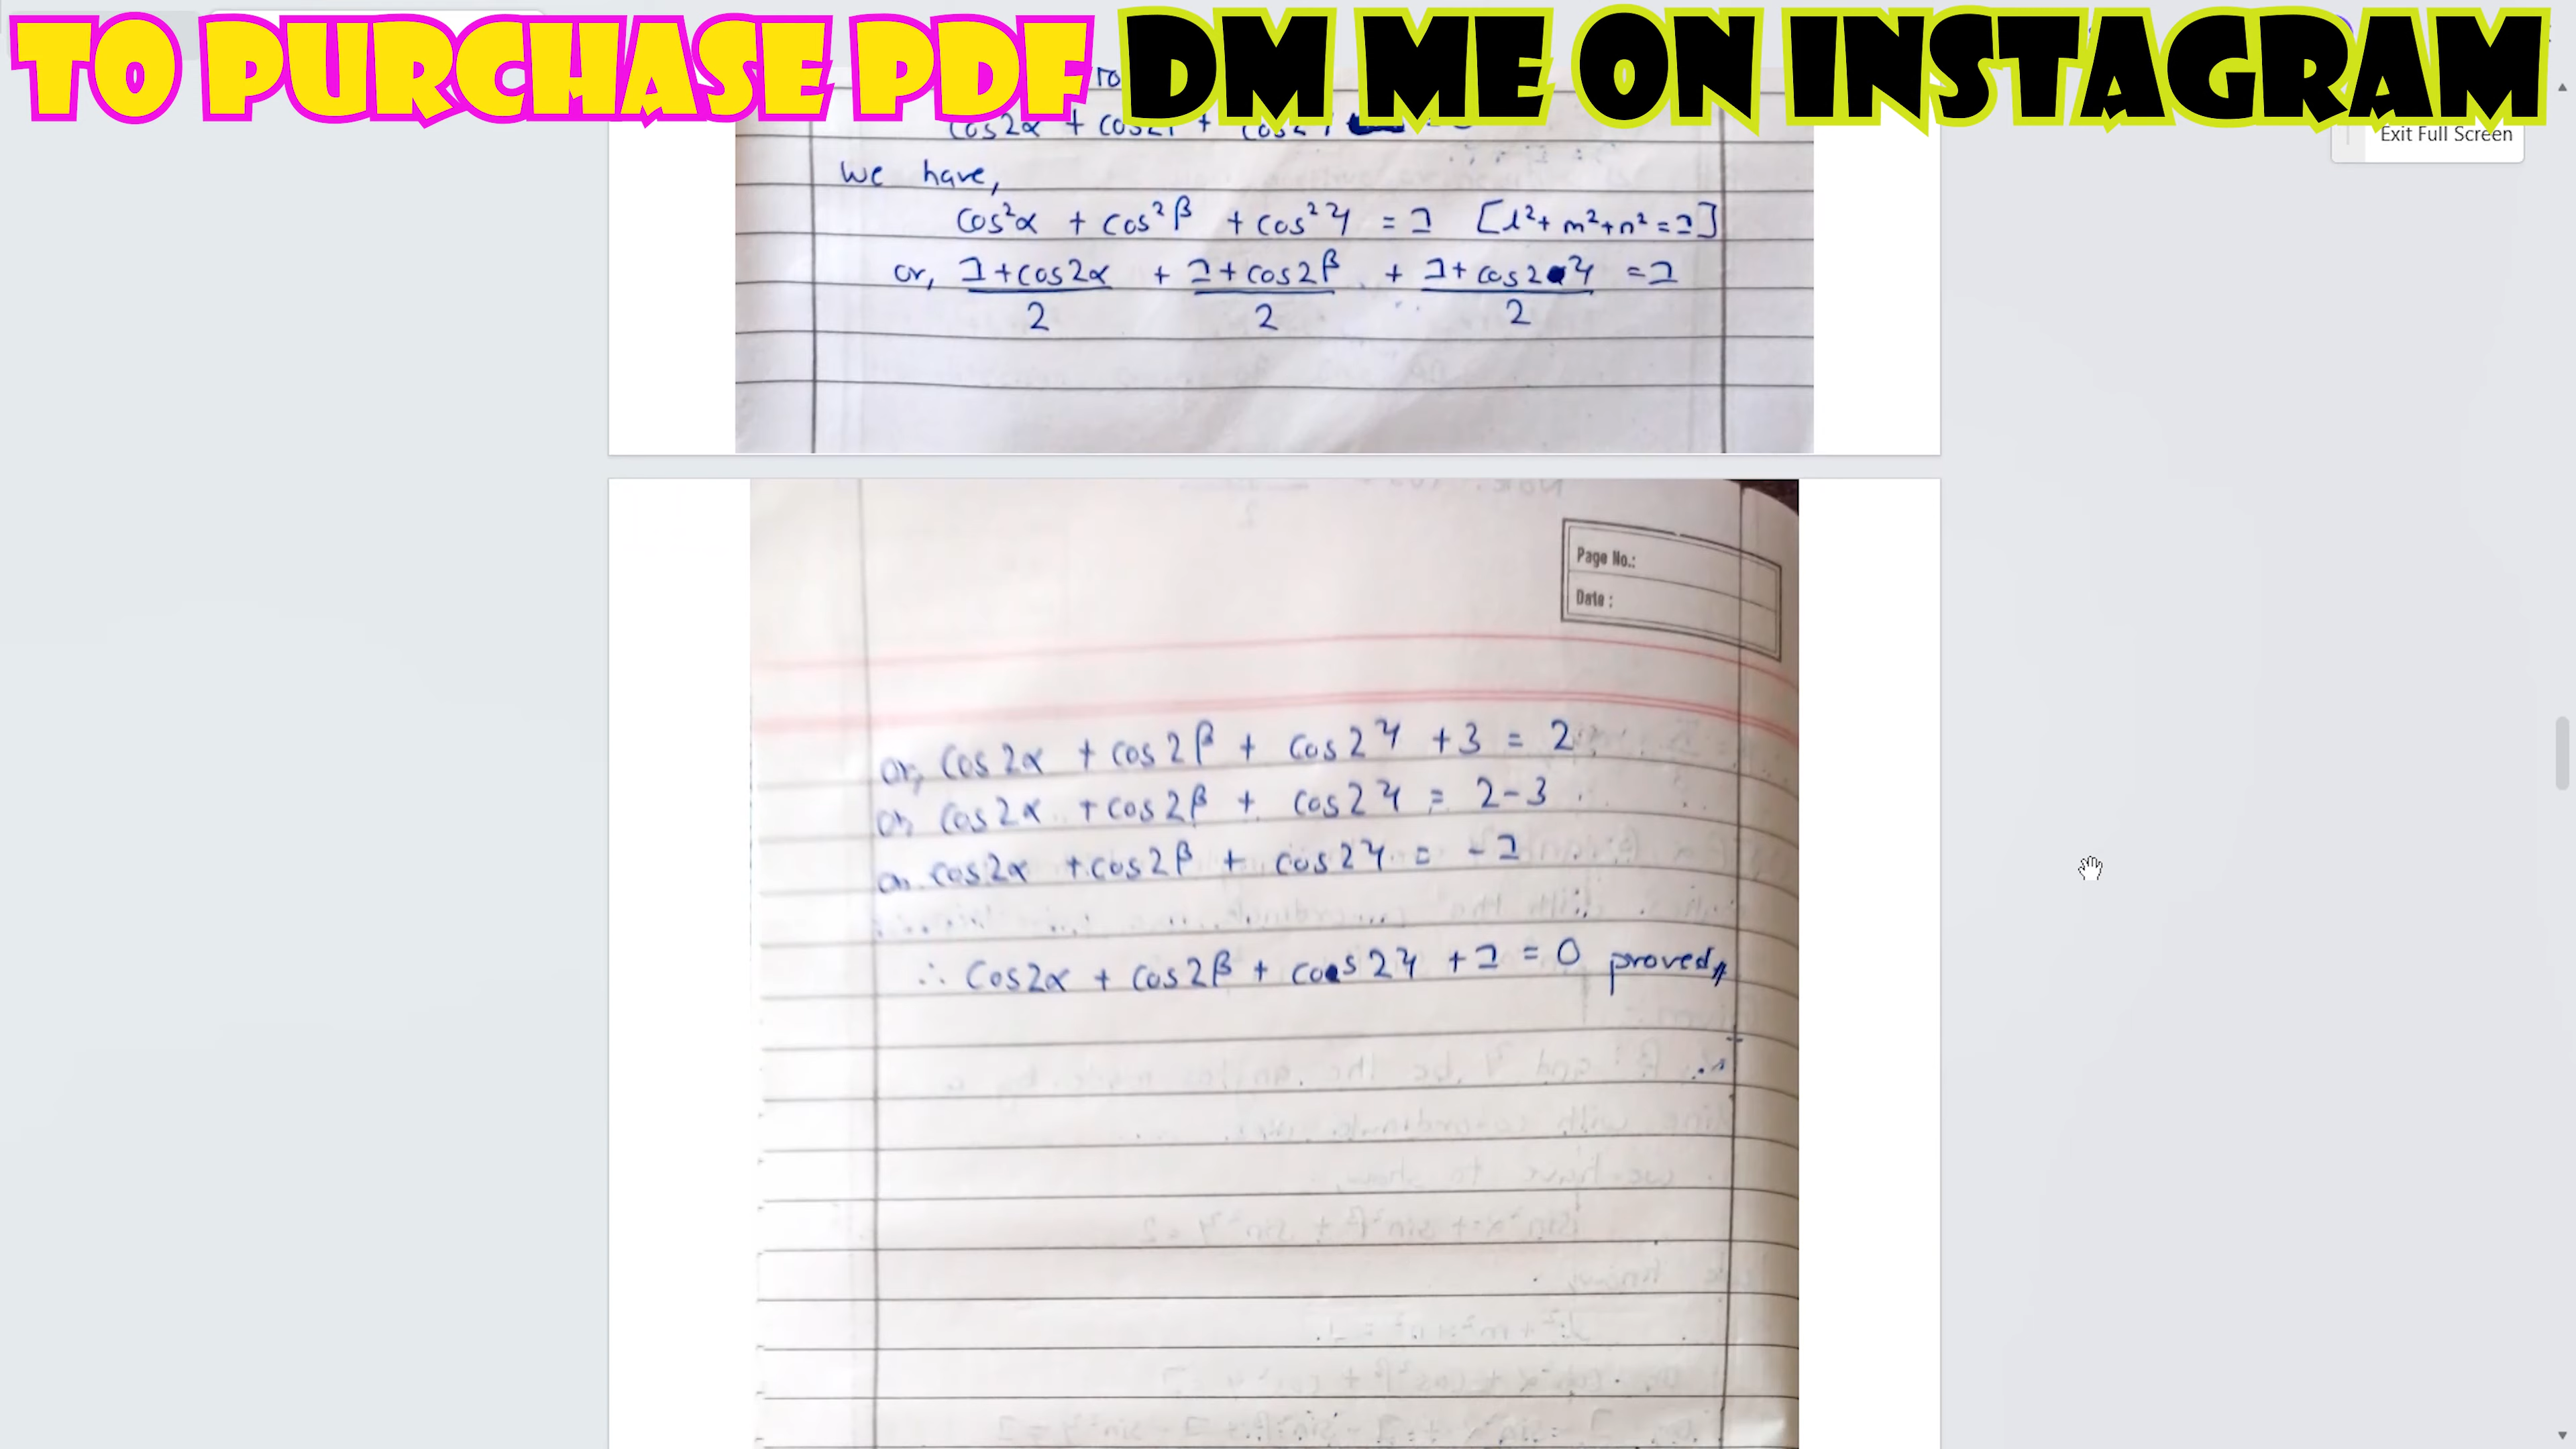 TO PURCHASE PDF DM ME ON INSTAGRAM
Exit Full Screen
cos2α + cos2
we have,
cos²α + cos²β + cos²γ = 1 [l² + m² + n² = 1]
or, 1+cos2α/2 + 1+cos2β/2 + 1+cos2γ/2 = 1
Page No.:
Date :
or, cos2α + cos2β + cos2γ + 3 = 2
or, cos2α + cos2β + cos2γ = 2-3
or, cos2α + cos2β + cos2γ = -1
∴ Cos2α + cos2β + cos2γ + 1 = 0 proved